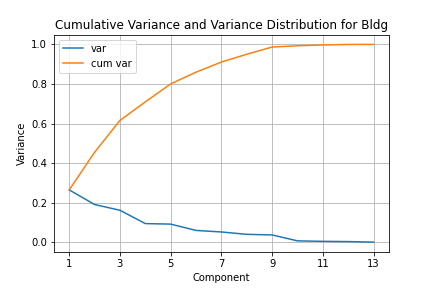 Cumulative Variance and Variance Distribution for Bldg
var
cum var
Variance
1.0
0.8
0.6
0.4
0.2
0.0
1 3 5 7 9 11 13
Component